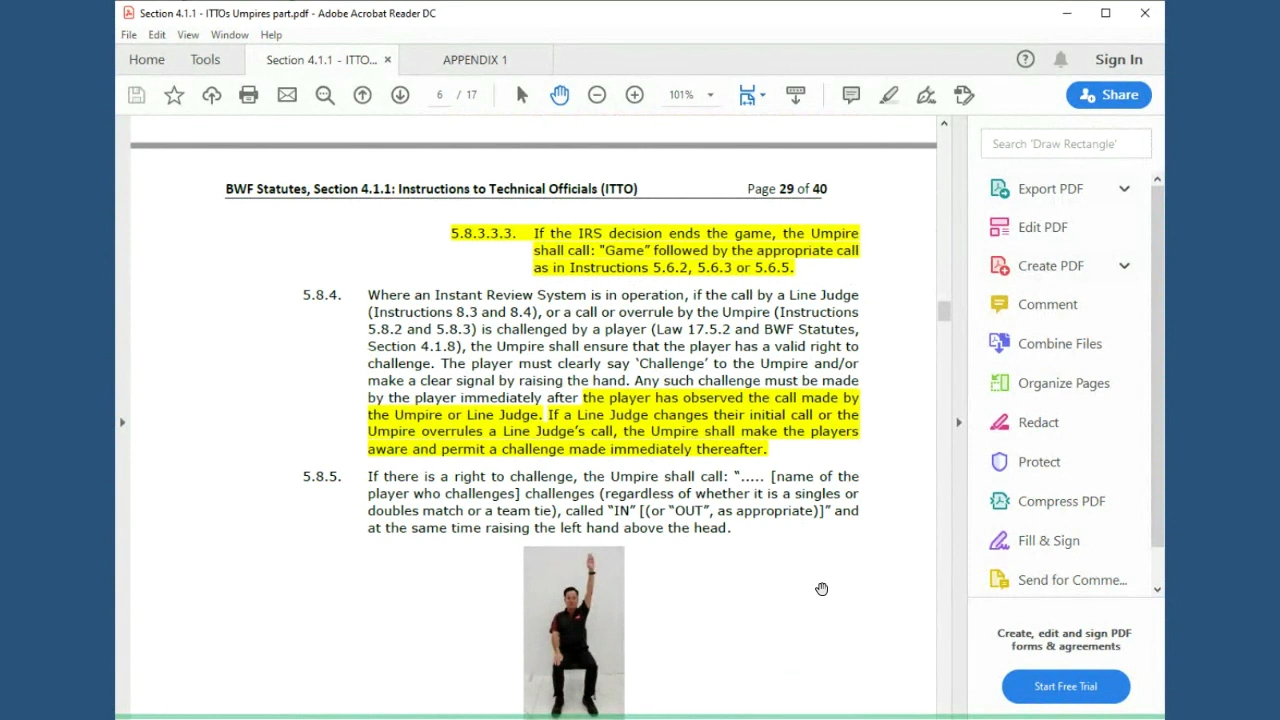 Section 4.1.1 - ITTOs Umpires part.pdf - Adobe Acrobat Reader DC
File Edit View Window Help
Home Tools Section 4.1.1 - ITTO... × APPENDIX 1 Sign In
6 / 17 101% Share
Search 'Draw Rectangle'
Export PDF
Edit PDF
Create PDF
Comment
Combine Files
Organize Pages
Redact
Protect
Compress PDF
Fill & Sign
Send for Comme...
Create, edit and sign PDF
forms & agreements
Start Free Trial
BWF Statutes, Section 4.1.1: Instructions to Technical Officials (ITTO) Page 29 of 40
5.8.3.3.3. If the IRS decision ends the game, the Umpire
shall call: "Game" followed by the appropriate call
as in Instructions 5.6.2, 5.6.3 or 5.6.5.
5.8.4. Where an Instant Review System is in operation, if the call by a Line Judge
(Instructions 8.3 and 8.4), or a call or overrule by the Umpire (Instructions
5.8.2 and 5.8.3) is challenged by a player (Law 17.5.2 and BWF Statutes,
Section 4.1.8), the Umpire shall ensure that the player has a valid right to
challenge. The player must clearly say ‘Challenge’ to the Umpire and/or
make a clear signal by raising the hand. Any such challenge must be made
by the player immediately after the player has observed the call made by
the Umpire or Line Judge. If a Line Judge changes their initial call or the
Umpire overrules a Line Judge’s call, the Umpire shall make the players
aware and permit a challenge made immediately thereafter.
5.8.5. If there is a right to challenge, the Umpire shall call: “..... [name of the
player who challenges] challenges (regardless of whether it is a singles or
doubles match or a team tie), called “IN” [(or “OUT”, as appropriate)]” and
at the same time raising the left hand above the head.